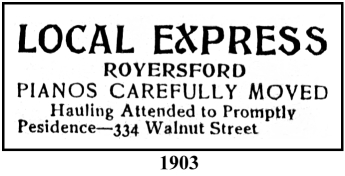 LOCAL EXPRESS
ROYERSFORD
PIANOS CAREFULLY MOVED
Hauling Attended to Promptly
Pesidence—334 Walnut Street
1903